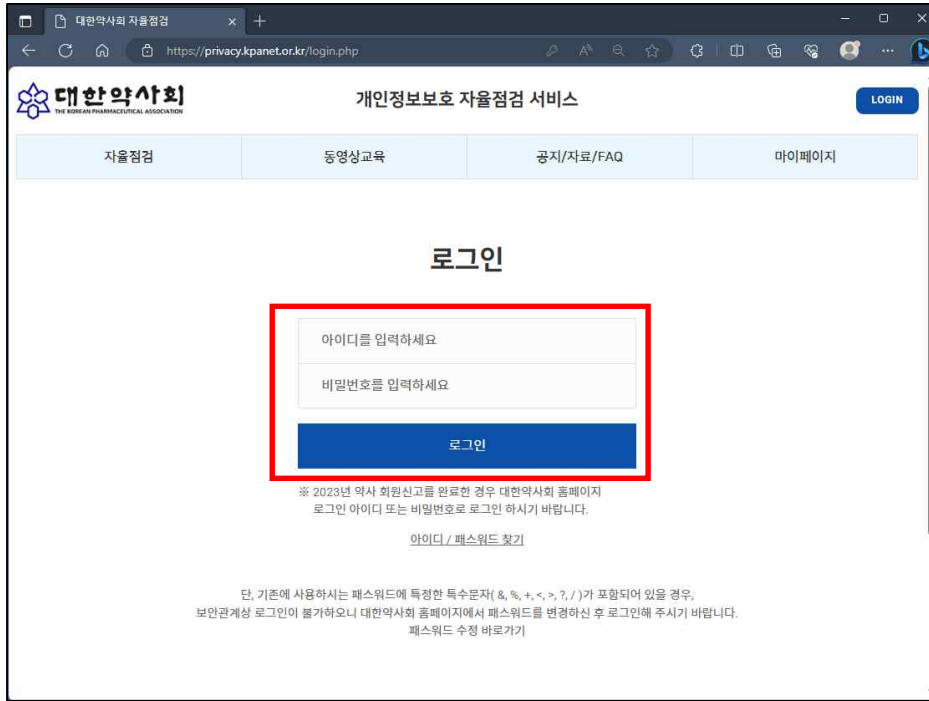 대한약사회 자율점검
https://privacy.kpanet.or.kr/login.php
대한약사회
THE KOREAN PHARMACEUTICAL ASSOCIATION
개인정보보호 자율점검 서비스
LOGIN
자율점검 동영상교육 공지/자료/FAQ 마이페이지
로그인
아이디를 입력하세요
비밀번호를 입력하세요
로그인
※ 2023년 약사 회원신고를 완료한 경우 대한약사회 홈페이지
로그인 아이디 또는 비밀번호로 로그인 하시기 바랍니다.
아이디 / 패스워드 찾기
단, 기존에 사용하시는 패스워드에 특정한 특수문자( &, %, +, <, >, ?, / )가 포함되어 있을 경우,
보안관계상 로그인이 불가하오니 대한약사회 홈페이지에서 패스워드를 변경하신 후 로그인해 주시기 바랍니다.
패스워드 수정 바로가기